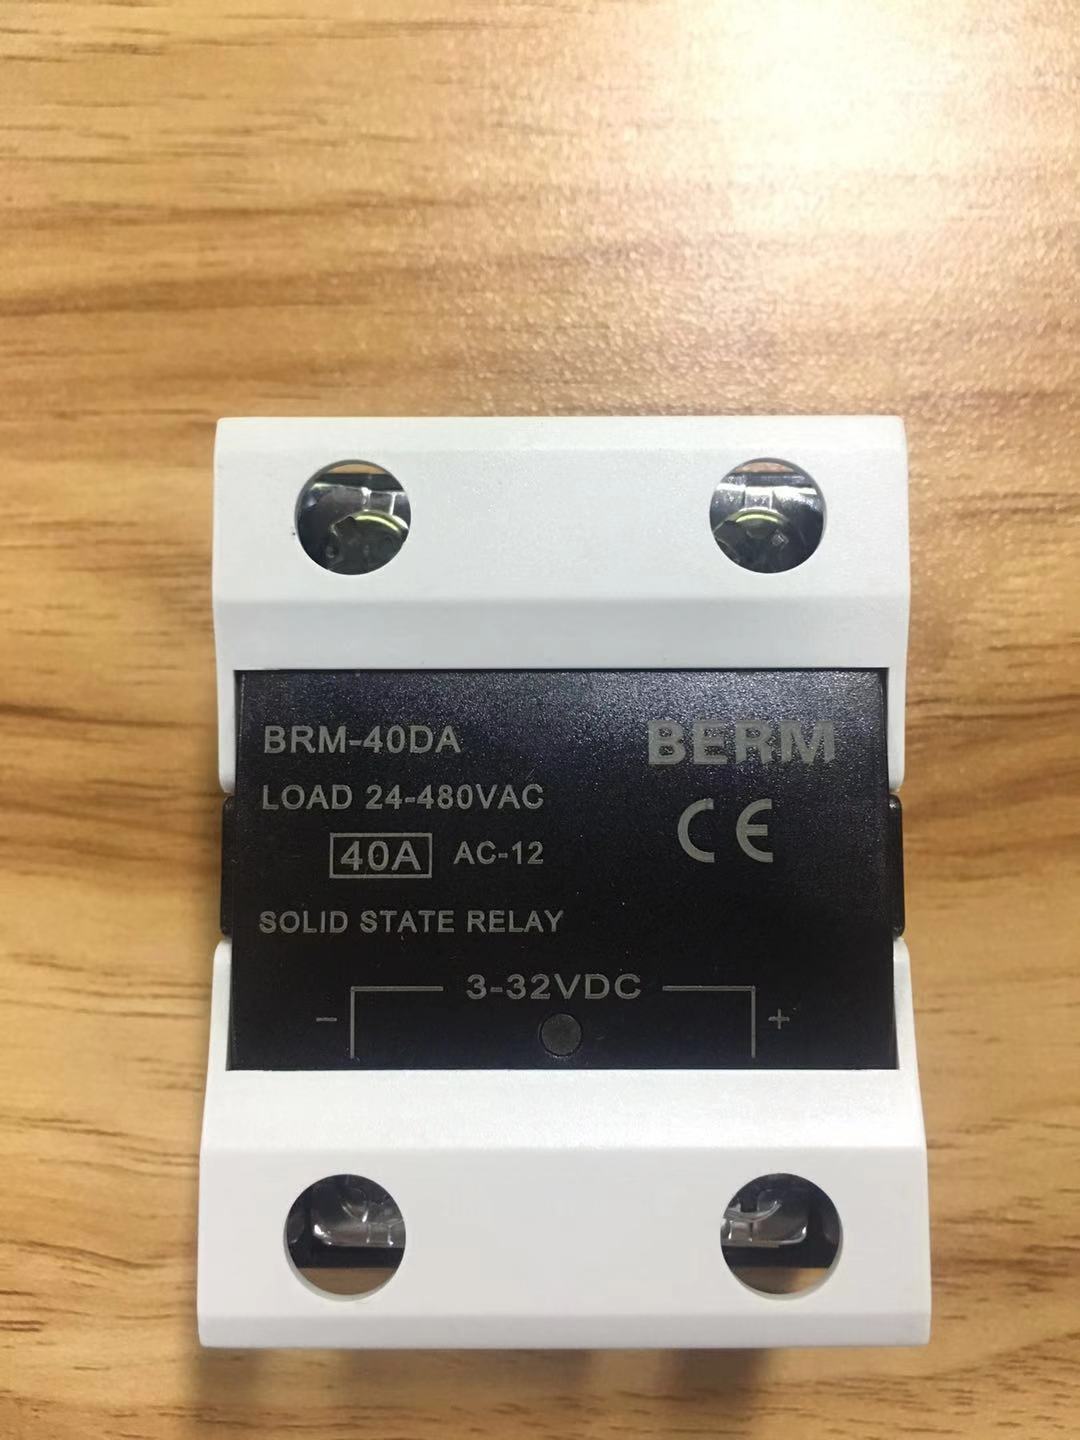 BRM-40DA
BERM
LOAD 24-480VAC
CE
40A AC-12
SOLID STATE RELAY
3-32VDC
- +